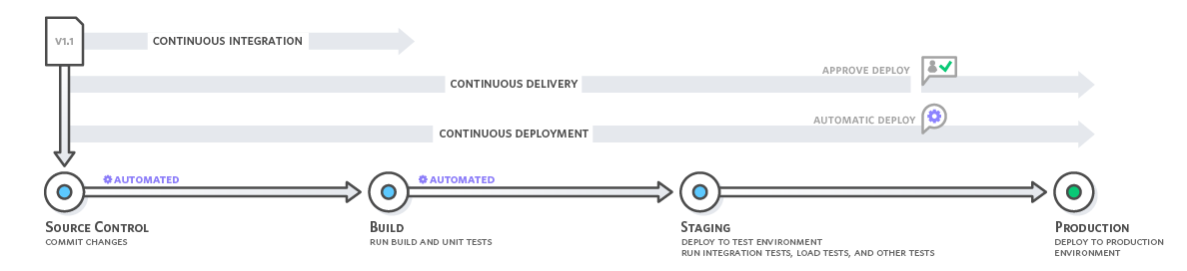 V1.1
CONTINUOUS INTEGRATION
APPROVE DEPLOY
CONTINUOUS DELIVERY
AUTOMATIC DEPLOY
CONTINUOUS DEPLOYMENT
AUTOMATED
AUTOMATED
SOURCE CONTROL
COMMIT CHANGES
BUILD
RUN BUILD AND UNIT TESTS
STAGING
DEPLOY TO TEST ENVIRONMENT
RUN INTEGRATION TESTS, LOAD TESTS, AND OTHER TESTS
PRODUCTION
DEPLOY TO PRODUCTION
ENVIRONMENT